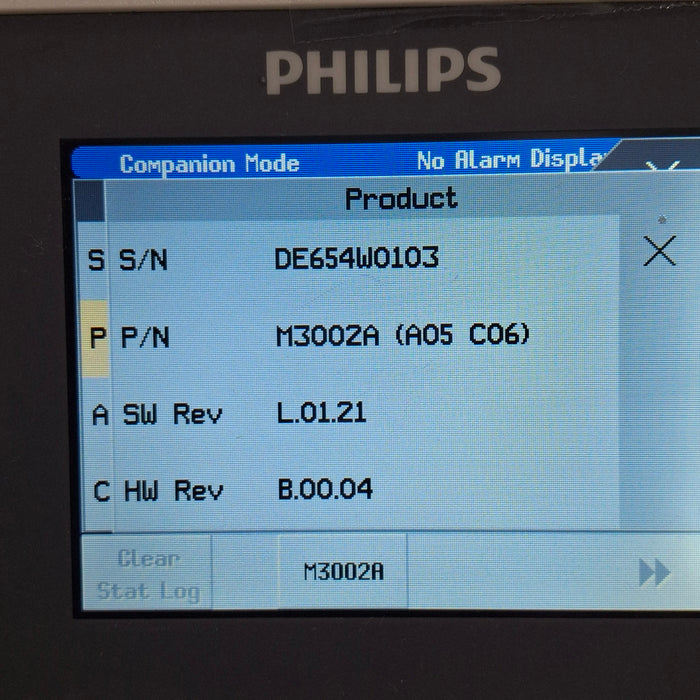 PHILIPS
Companion Mode No Alarm Displa
Product
S S/N DE654W0103
P P/N M3002A (A05 C06)
A SW Rev L.01.21
C HW Rev B.00.04
Clear
Stat Log
M3002A